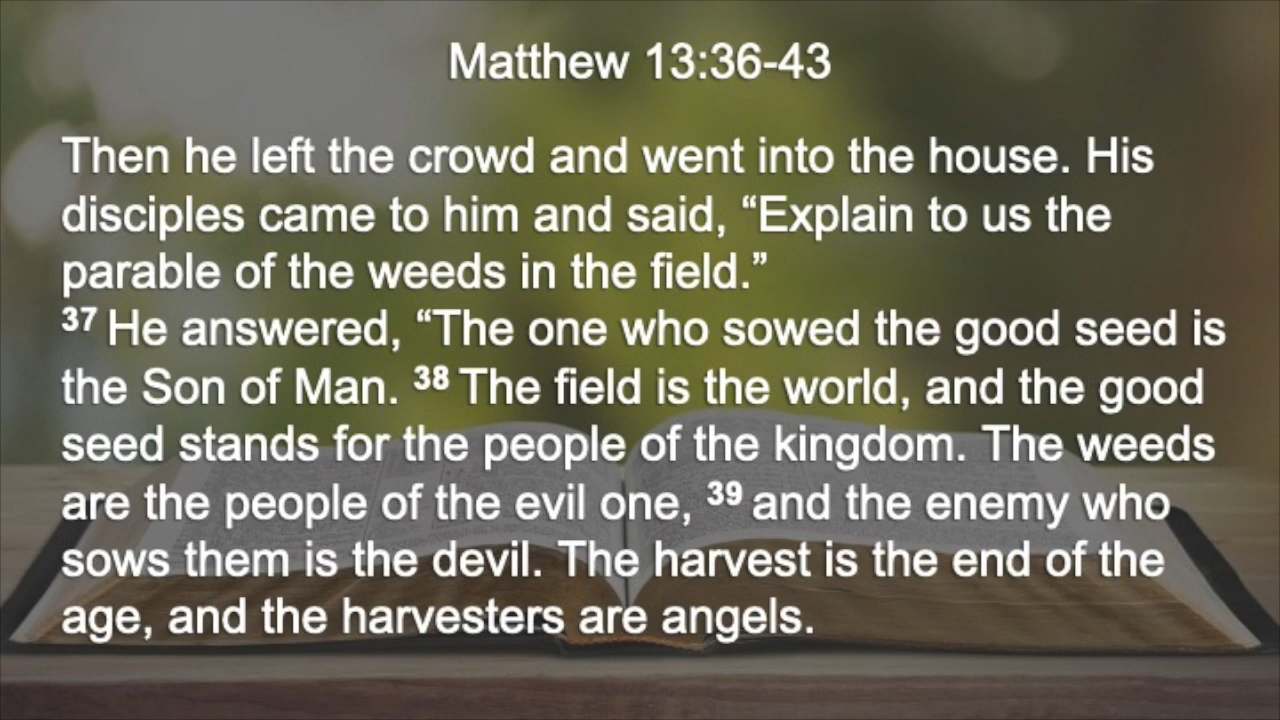 Matthew 13:36-43
Then he left the crowd and went into the house. His
disciples came to him and said, “Explain to us the
parable of the weeds in the field.”
37 He answered, “The one who sowed the good seed is
the Son of Man. 38 The field is the world, and the good
seed stands for the people of the kingdom. The weeds
are the people of the evil one, 39 and the enemy who
sows them is the devil. The harvest is the end of the
age, and the harvesters are angels.